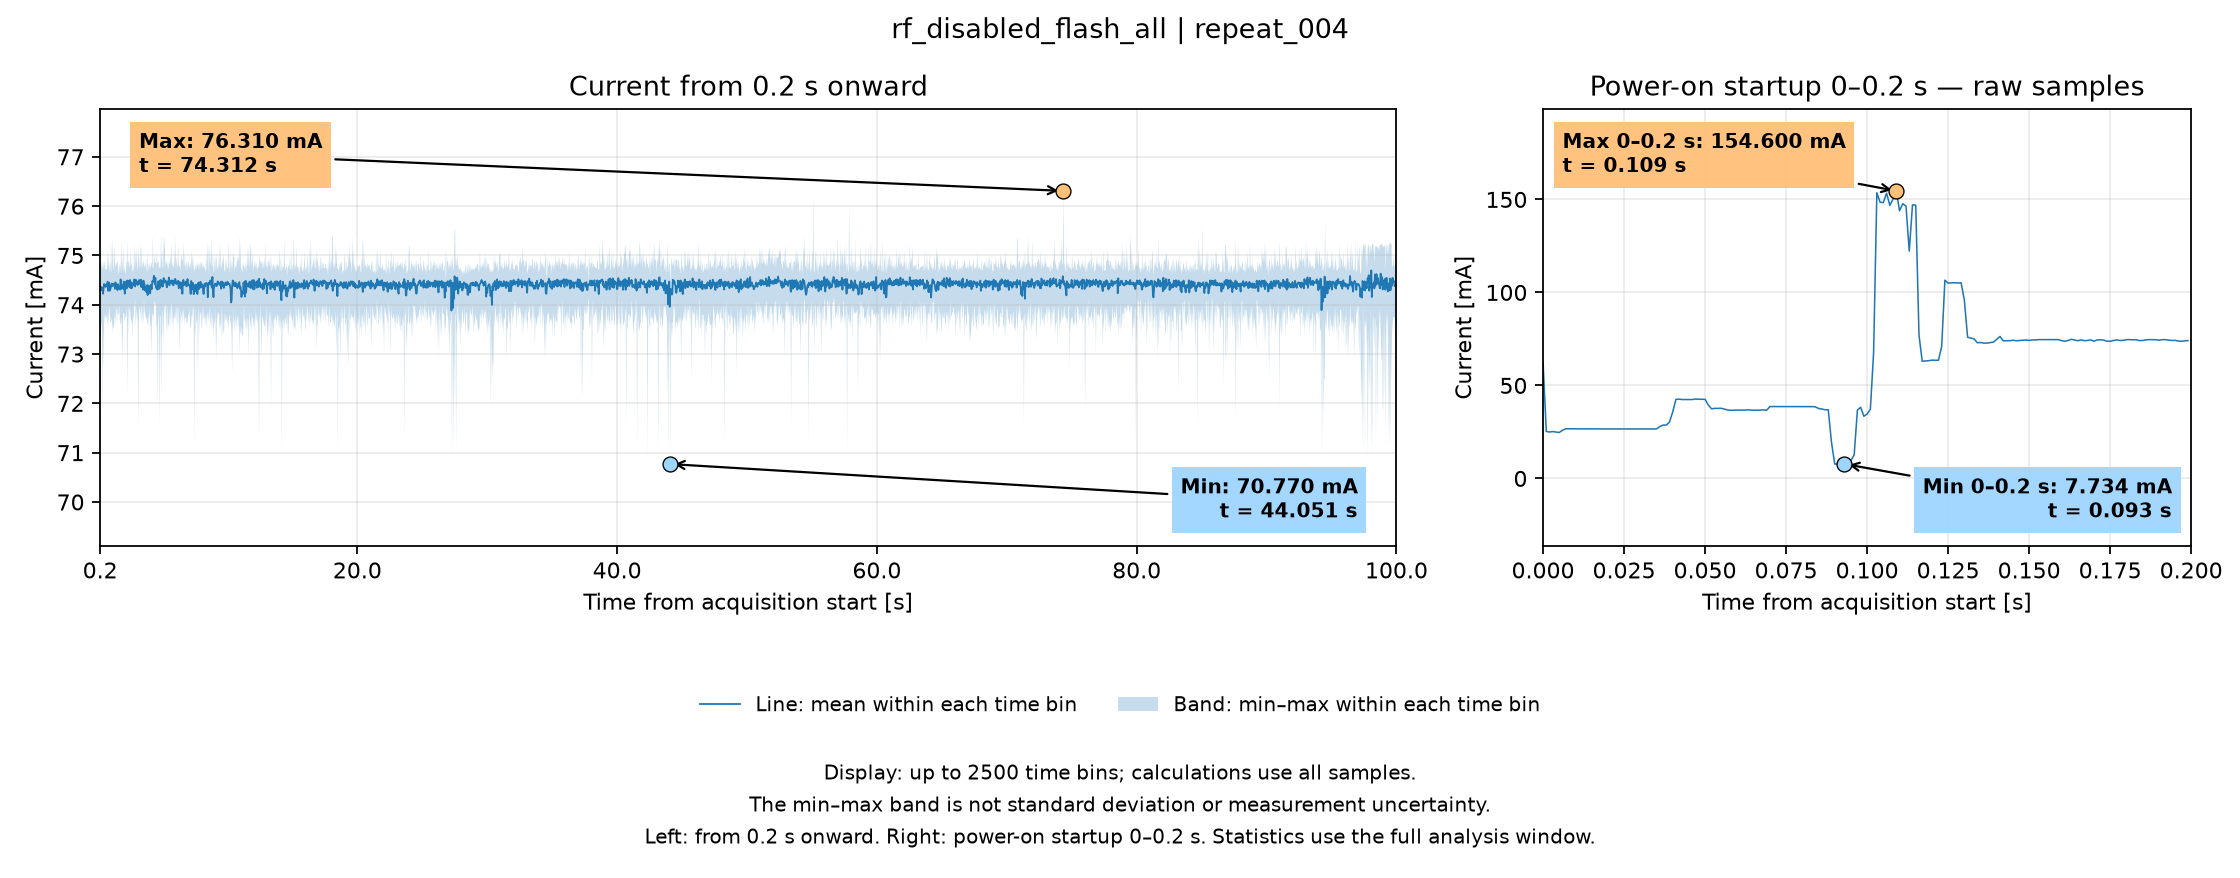 rf_disabled_flash_all | repeat_004
Current from 0.2 s onward
Max: 76.310 mA
t = 74.312 s
Min: 70.770 mA
t = 44.051 s
77
76
75
74
73
72
71
70
Current [mA]
0.2 20.0 40.0 60.0 80.0 100.0
Time from acquisition start [s]
Power-on startup 0–0.2 s — raw samples
Max 0–0.2 s: 154.600 mA
t = 0.109 s
Min 0–0.2 s: 7.734 mA
t = 0.093 s
150
100
50
0
Current [mA]
0.000 0.025 0.050 0.075 0.100 0.125 0.150 0.175 0.200
Time from acquisition start [s]
Line: mean within each time bin
Band: min–max within each time bin
Display: up to 2500 time bins; calculations use all samples.
The min–max band is not standard deviation or measurement uncertainty.
Left: from 0.2 s onward. Right: power-on startup 0–0.2 s. Statistics use the full analysis window.